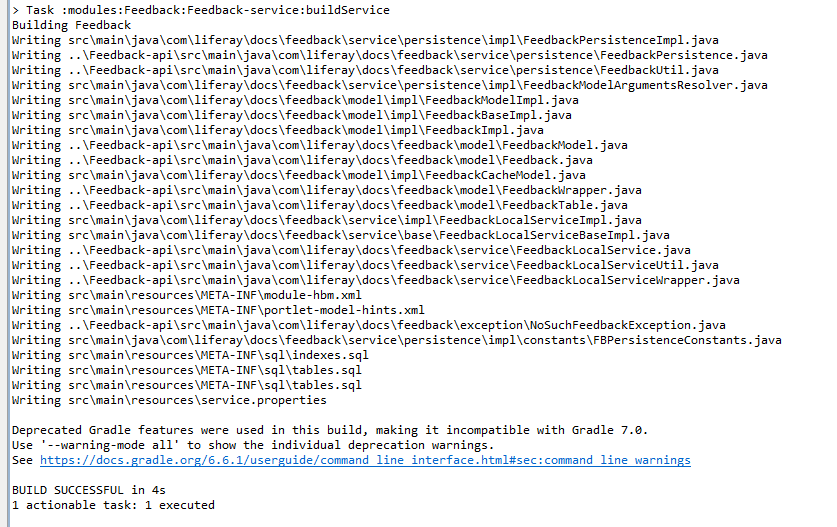 > Task :modules:Feedback:Feedback-service:buildService
Building Feedback
Writing src\main\java\com\liferay\docs\feedback\service\persistence\impl\FeedbackPersistenceImpl.java
Writing ..\Feedback-api\src\main\java\com\liferay\docs\feedback\service\persistence\FeedbackPersistence.java
Writing ..\Feedback-api\src\main\java\com\liferay\docs\feedback\service\persistence\FeedbackUtil.java
Writing src\main\java\com\liferay\docs\feedback\service\persistence\impl\FeedbackModelArgumentsResolver.java
Writing src\main\java\com\liferay\docs\feedback\model\impl\FeedbackModelImpl.java
Writing src\main\java\com\liferay\docs\feedback\model\impl\FeedbackBaseImpl.java
Writing src\main\java\com\liferay\docs\feedback\model\impl\FeedbackImpl.java
Writing ..\Feedback-api\src\main\java\com\liferay\docs\feedback\model\FeedbackModel.java
Writing ..\Feedback-api\src\main\java\com\liferay\docs\feedback\model\Feedback.java
Writing src\main\java\com\liferay\docs\feedback\model\impl\FeedbackCacheModel.java
Writing ..\Feedback-api\src\main\java\com\liferay\docs\feedback\model\FeedbackWrapper.java
Writing ..\Feedback-api\src\main\java\com\liferay\docs\feedback\model\FeedbackTable.java
Writing src\main\java\com\liferay\docs\feedback\service\impl\FeedbackLocalServiceImpl.java
Writing src\main\java\com\liferay\docs\feedback\service\base\FeedbackLocalServiceBaseImpl.java
Writing ..\Feedback-api\src\main\java\com\liferay\docs\feedback\service\FeedbackLocalService.java
Writing ..\Feedback-api\src\main\java\com\liferay\docs\feedback\service\FeedbackLocalServiceUtil.java
Writing ..\Feedback-api\src\main\java\com\liferay\docs\feedback\service\FeedbackLocalServiceWrapper.java
Writing src\main\resources\META-INF\module-hbm.xml
Writing src\main\resources\META-INF\portlet-model-hints.xml
Writing ..\Feedback-api\src\main\java\com\liferay\docs\feedback\exception\NoSuchFeedbackException.java
Writing src\main\java\com\liferay\docs\feedback\service\persistence\impl\constants\FBPersistenceConstants.java
Writing src\main\resources\META-INF\sql\indexes.sql
Writing src\main\resources\META-INF\sql\tables.sql
Writing src\main\resources\META-INF\sql\tables.sql
Writing src\main\resources\service.properties
Deprecated Gradle features were used in this build, making it incompatible with Gradle 7.0.
Use '--warning-mode all' to show the individual deprecation warnings.
See https://docs.gradle.org/6.6.1/userguide/command_line_interface.html#sec:command_line_warnings
BUILD SUCCESSFUL in 4s
1 actionable task: 1 executed